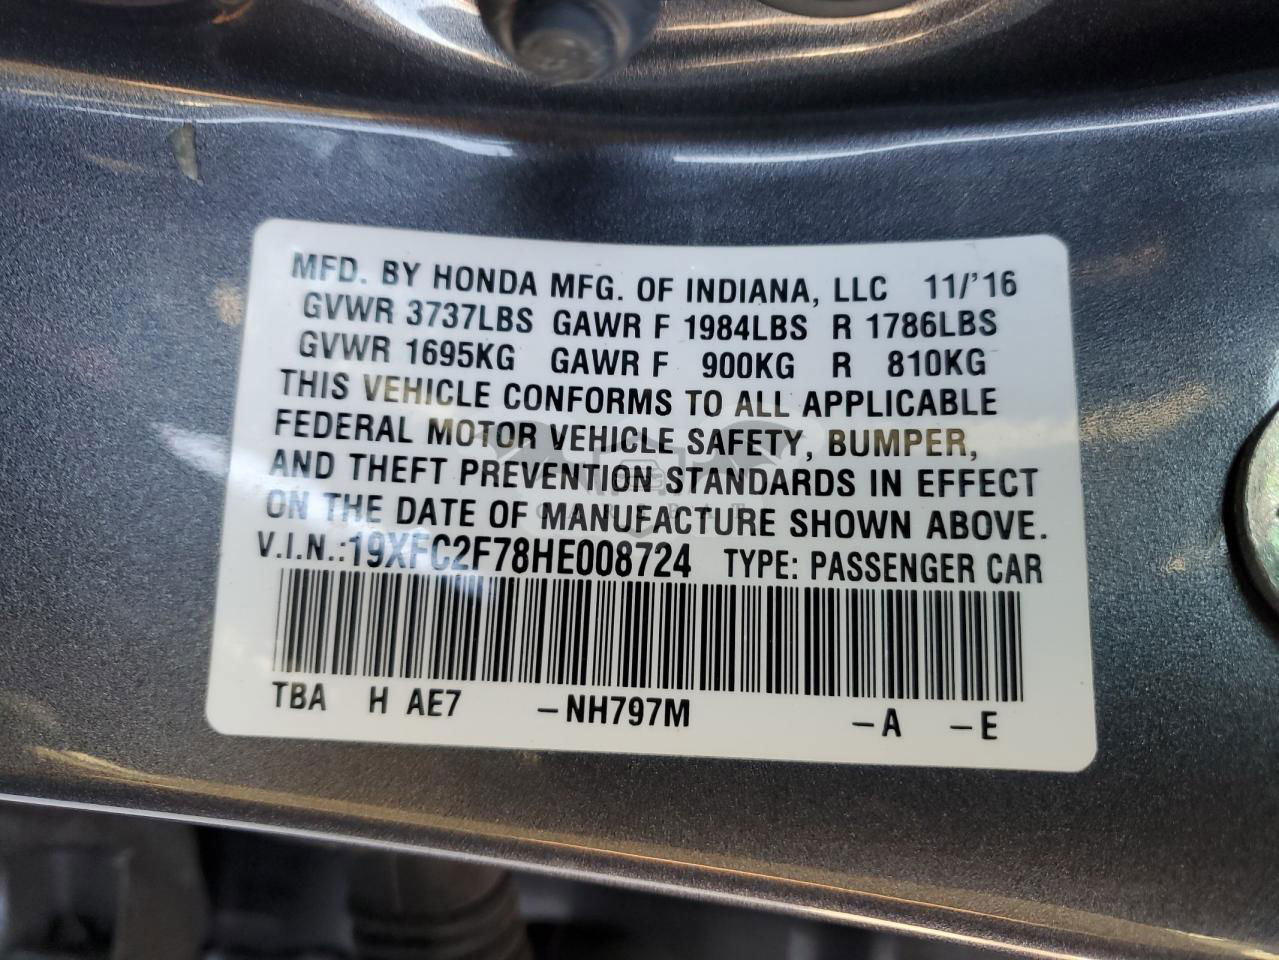 MFD. BY HONDA MFG. OF INDIANA, LLC 11/'16
GVWR 3737LBS GAWR F 1984LBS R 1786LBS
GVWR 1695KG GAWR F 900KG R 810KG
THIS VEHICLE CONFORMS TO ALL APPLICABLE
FEDERAL MOTOR VEHICLE SAFETY, BUMPER,
AND THEFT PREVENTION STANDARDS IN EFFECT
ON THE DATE OF MANUFACTURE SHOWN ABOVE.
V.I.N.:19XFC2F78HE008724 TYPE: PASSENGER CAR
TBA H AE7 -NH797M -A -E